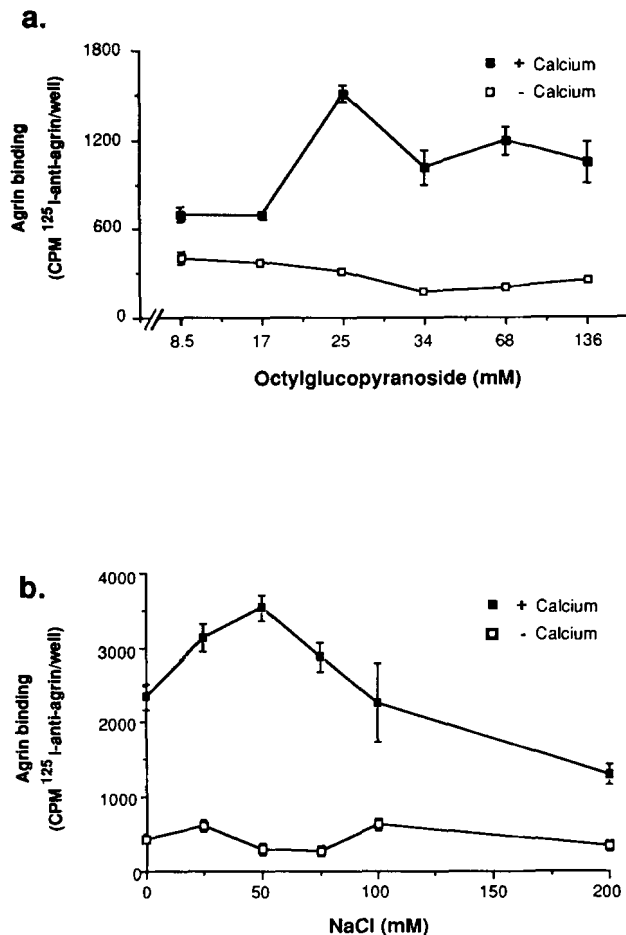 a.
1800
1200
600
0
Agrin binding
(CPM 125 I-anti-agrin/well)
+ Calcium
- Calcium
8.5 17 25 34 68 136
Octylglucopyranoside (mM)
b.
4000
3000
2000
1000
0
Agrin binding
(CPM 125 I-anti-agrin/well)
+ Calcium
- Calcium
0 50 100 150 200
NaCl (mM)